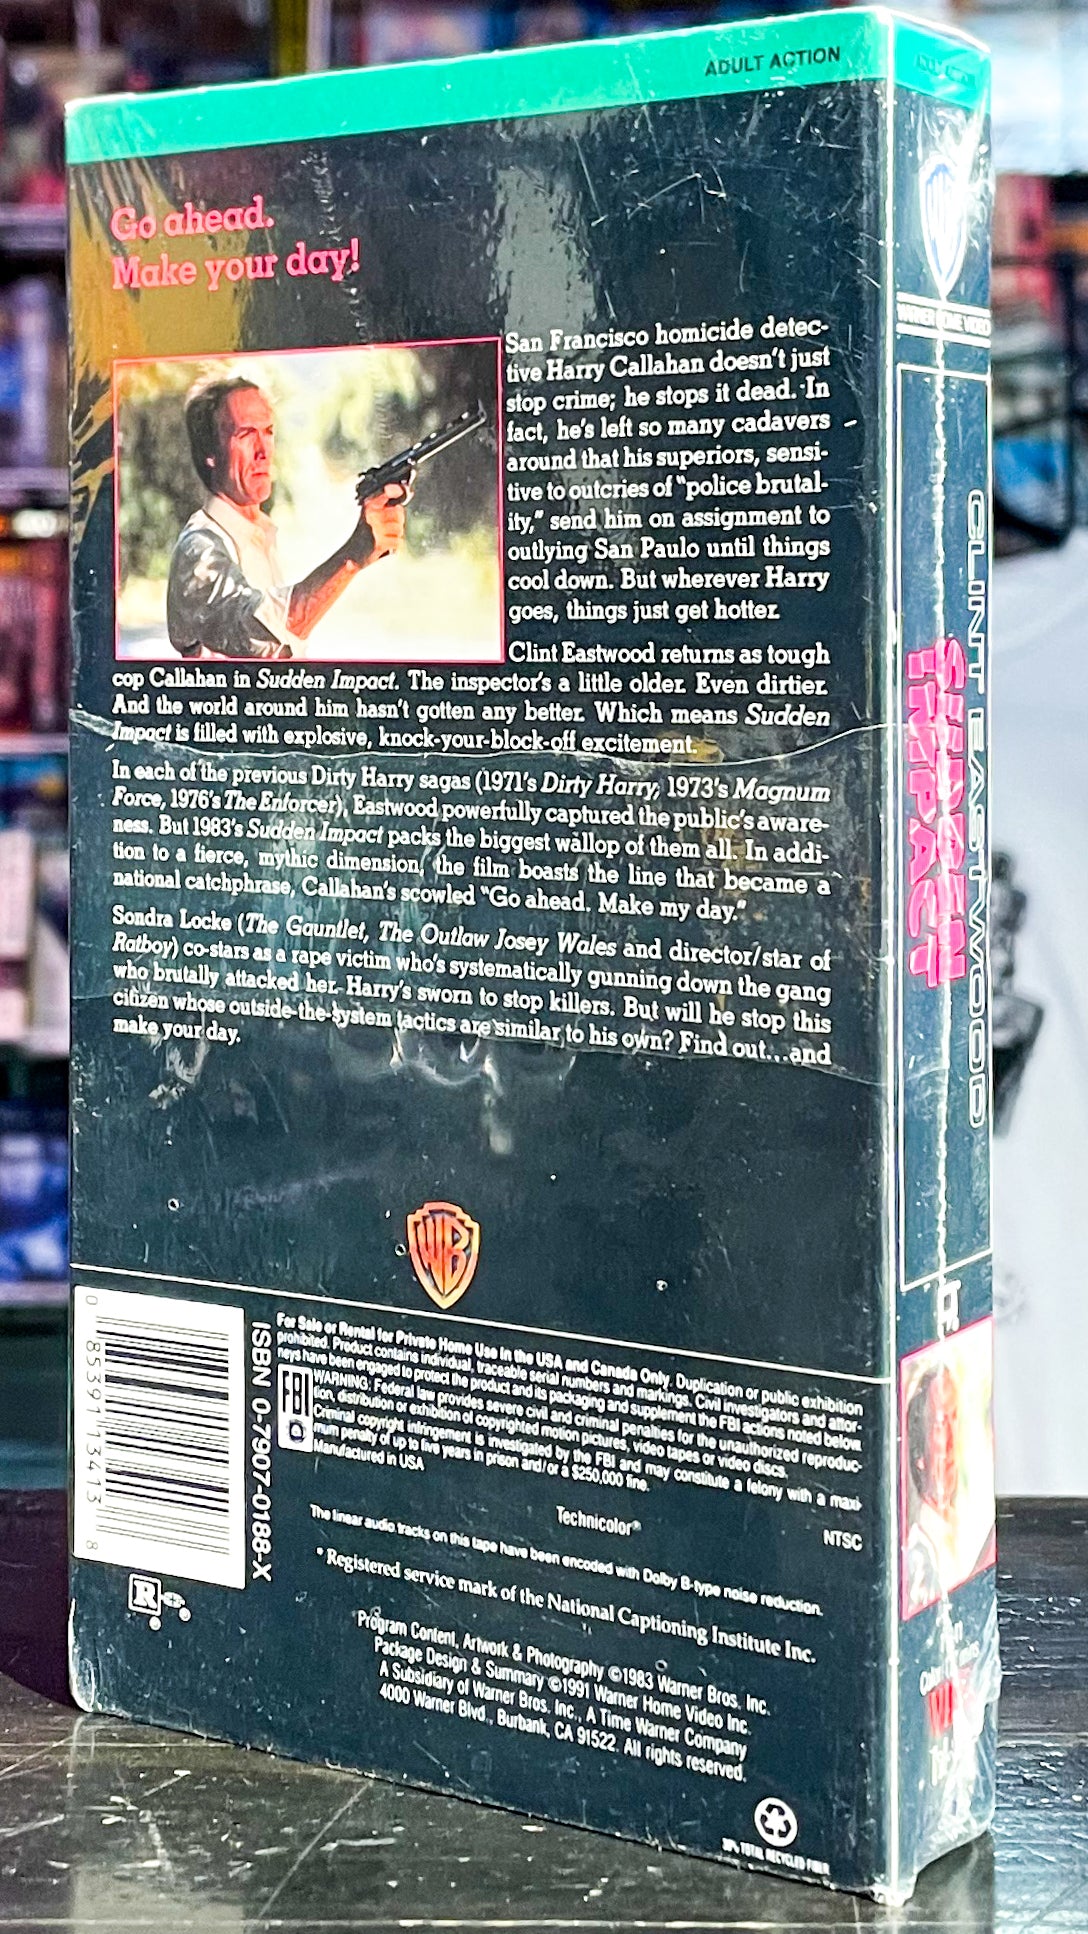 ADULT ACTION
Go ahead.
Make your day!
San Francisco homicide detec-
tive Harry Callahan doesn't just
stop crime; he stops it dead. In
fact, he's left so many cadavers
around that his superiors, sensi-
tive to outcries of "police brutal-
ity," send him on assignment to
outlying San Paulo until things
cool down. But wherever Harry
goes, things just get hotter.
Clint Eastwood returns as tough
cop Callahan in Sudden Impact. The inspector's a little older. Even dirtier.
And the world around him hasn't gotten any better. Which means Sudden
Impact is filled with explosive, knock-your-block-off excitement.
In each of the previous Dirty Harry sagas (1971's Dirty Harry, 1973's Magnum
Force, 1976's The Enforcer), Eastwood powerfully captured the public's aware-
ness. But 1983's Sudden Impact packs the biggest wallop of them all. In addi-
tion to a fierce, mythic dimension, the film boasts the line that became a
national catchphrase, Callahan's scowled "Go ahead. Make my day."
Sondra Locke (The Gauntlet, The Outlaw Josey Wales and director/star of
Ratboy) co-stars as a rape victim who's systematically gunning down the gang
who brutally attacked her. Harry's sworn to stop killers. But will he stop this
citizen whose outside-the-system tactics are similar to his own? Find out...and
make your day.
WB
0 85391 13413 8
ISBN 0-7907-0188-X
For Sale or Rental for Private Home Use in the USA and Canada Only. Duplication or public exhibition
prohibited. Product contains individual, traceable serial numbers and markings. Civil investigators and attor-
neys have been engaged to protect the product and its packaging and supplement the FBI actions noted below.
FBI
WARNING: Federal law provides severe civil and criminal penalties for the unauthorized reproduc-
tion, distribution or exhibition of copyrighted motion pictures, video tapes or video discs.
Criminal copyright infringement is investigated by the FBI and may constitute a felony with a maxi-
mum penalty of up to five years in prison and/or a $250,000 fine.
Manufactured in USA
Technicolor®
NTSC
The linear audio tracks on this tape have been encoded with Dolby B-type noise reduction.
* Registered service mark of the National Captioning Institute Inc.
R
Program Content, Artwork & Photography ©1983 Warner Bros. Inc.
Package Design & Summary ©1991 Warner Home Video Inc.
A Subsidiary of Warner Bros. Inc., A Time Warner Company
4000 Warner Blvd., Burbank, CA 91522. All rights reserved.
TOTAL RECYCLED FIBER
WB
WARNER HOME VIDEO
CLINT EASTWOOD
SUDDEN
IMPACT